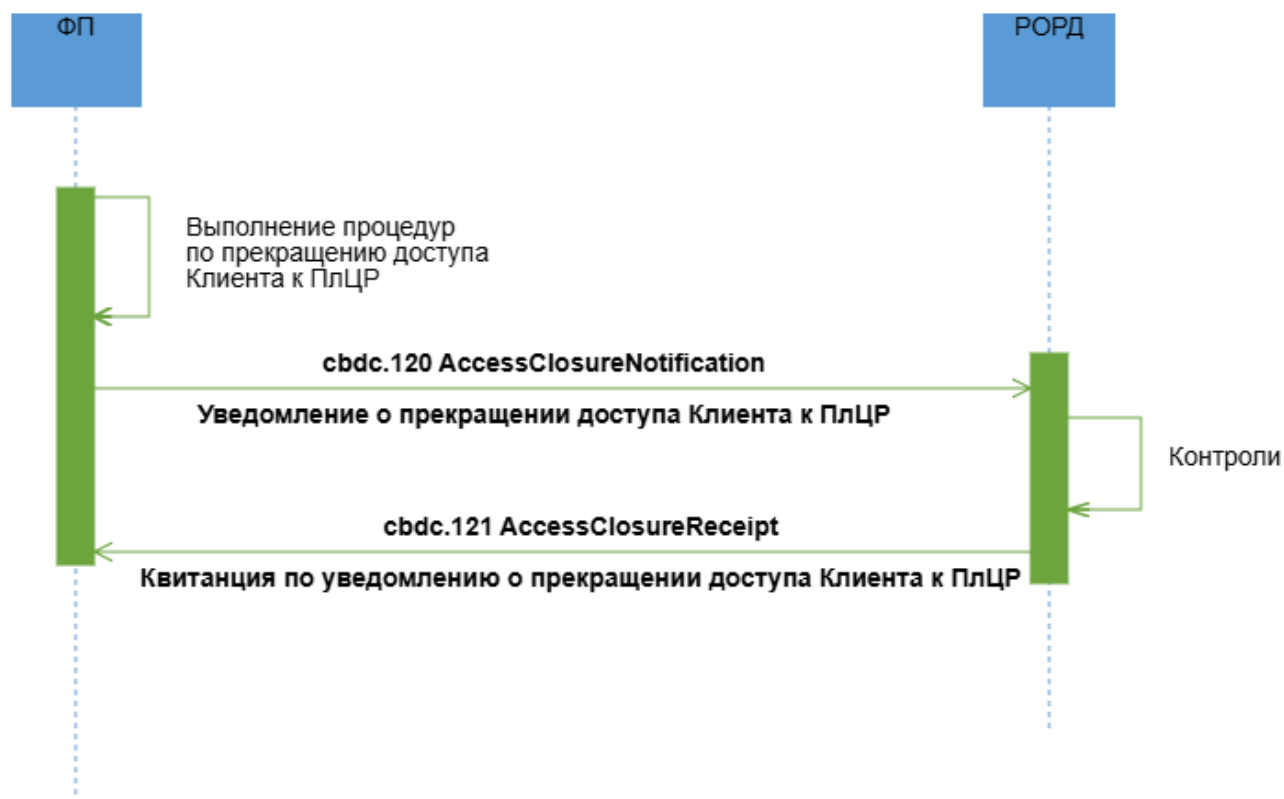 ФП
РОРД
Выполнение процедур
по прекращению доступа
Клиента к ПлЦР
cbdc.120 AccessClosureNotification
Уведомление о прекращении доступа Клиента к ПлЦР
Контроли
cbdc.121 AccessClosureReceipt
Квитанция по уведомлению о прекращении доступа Клиента к ПлЦР